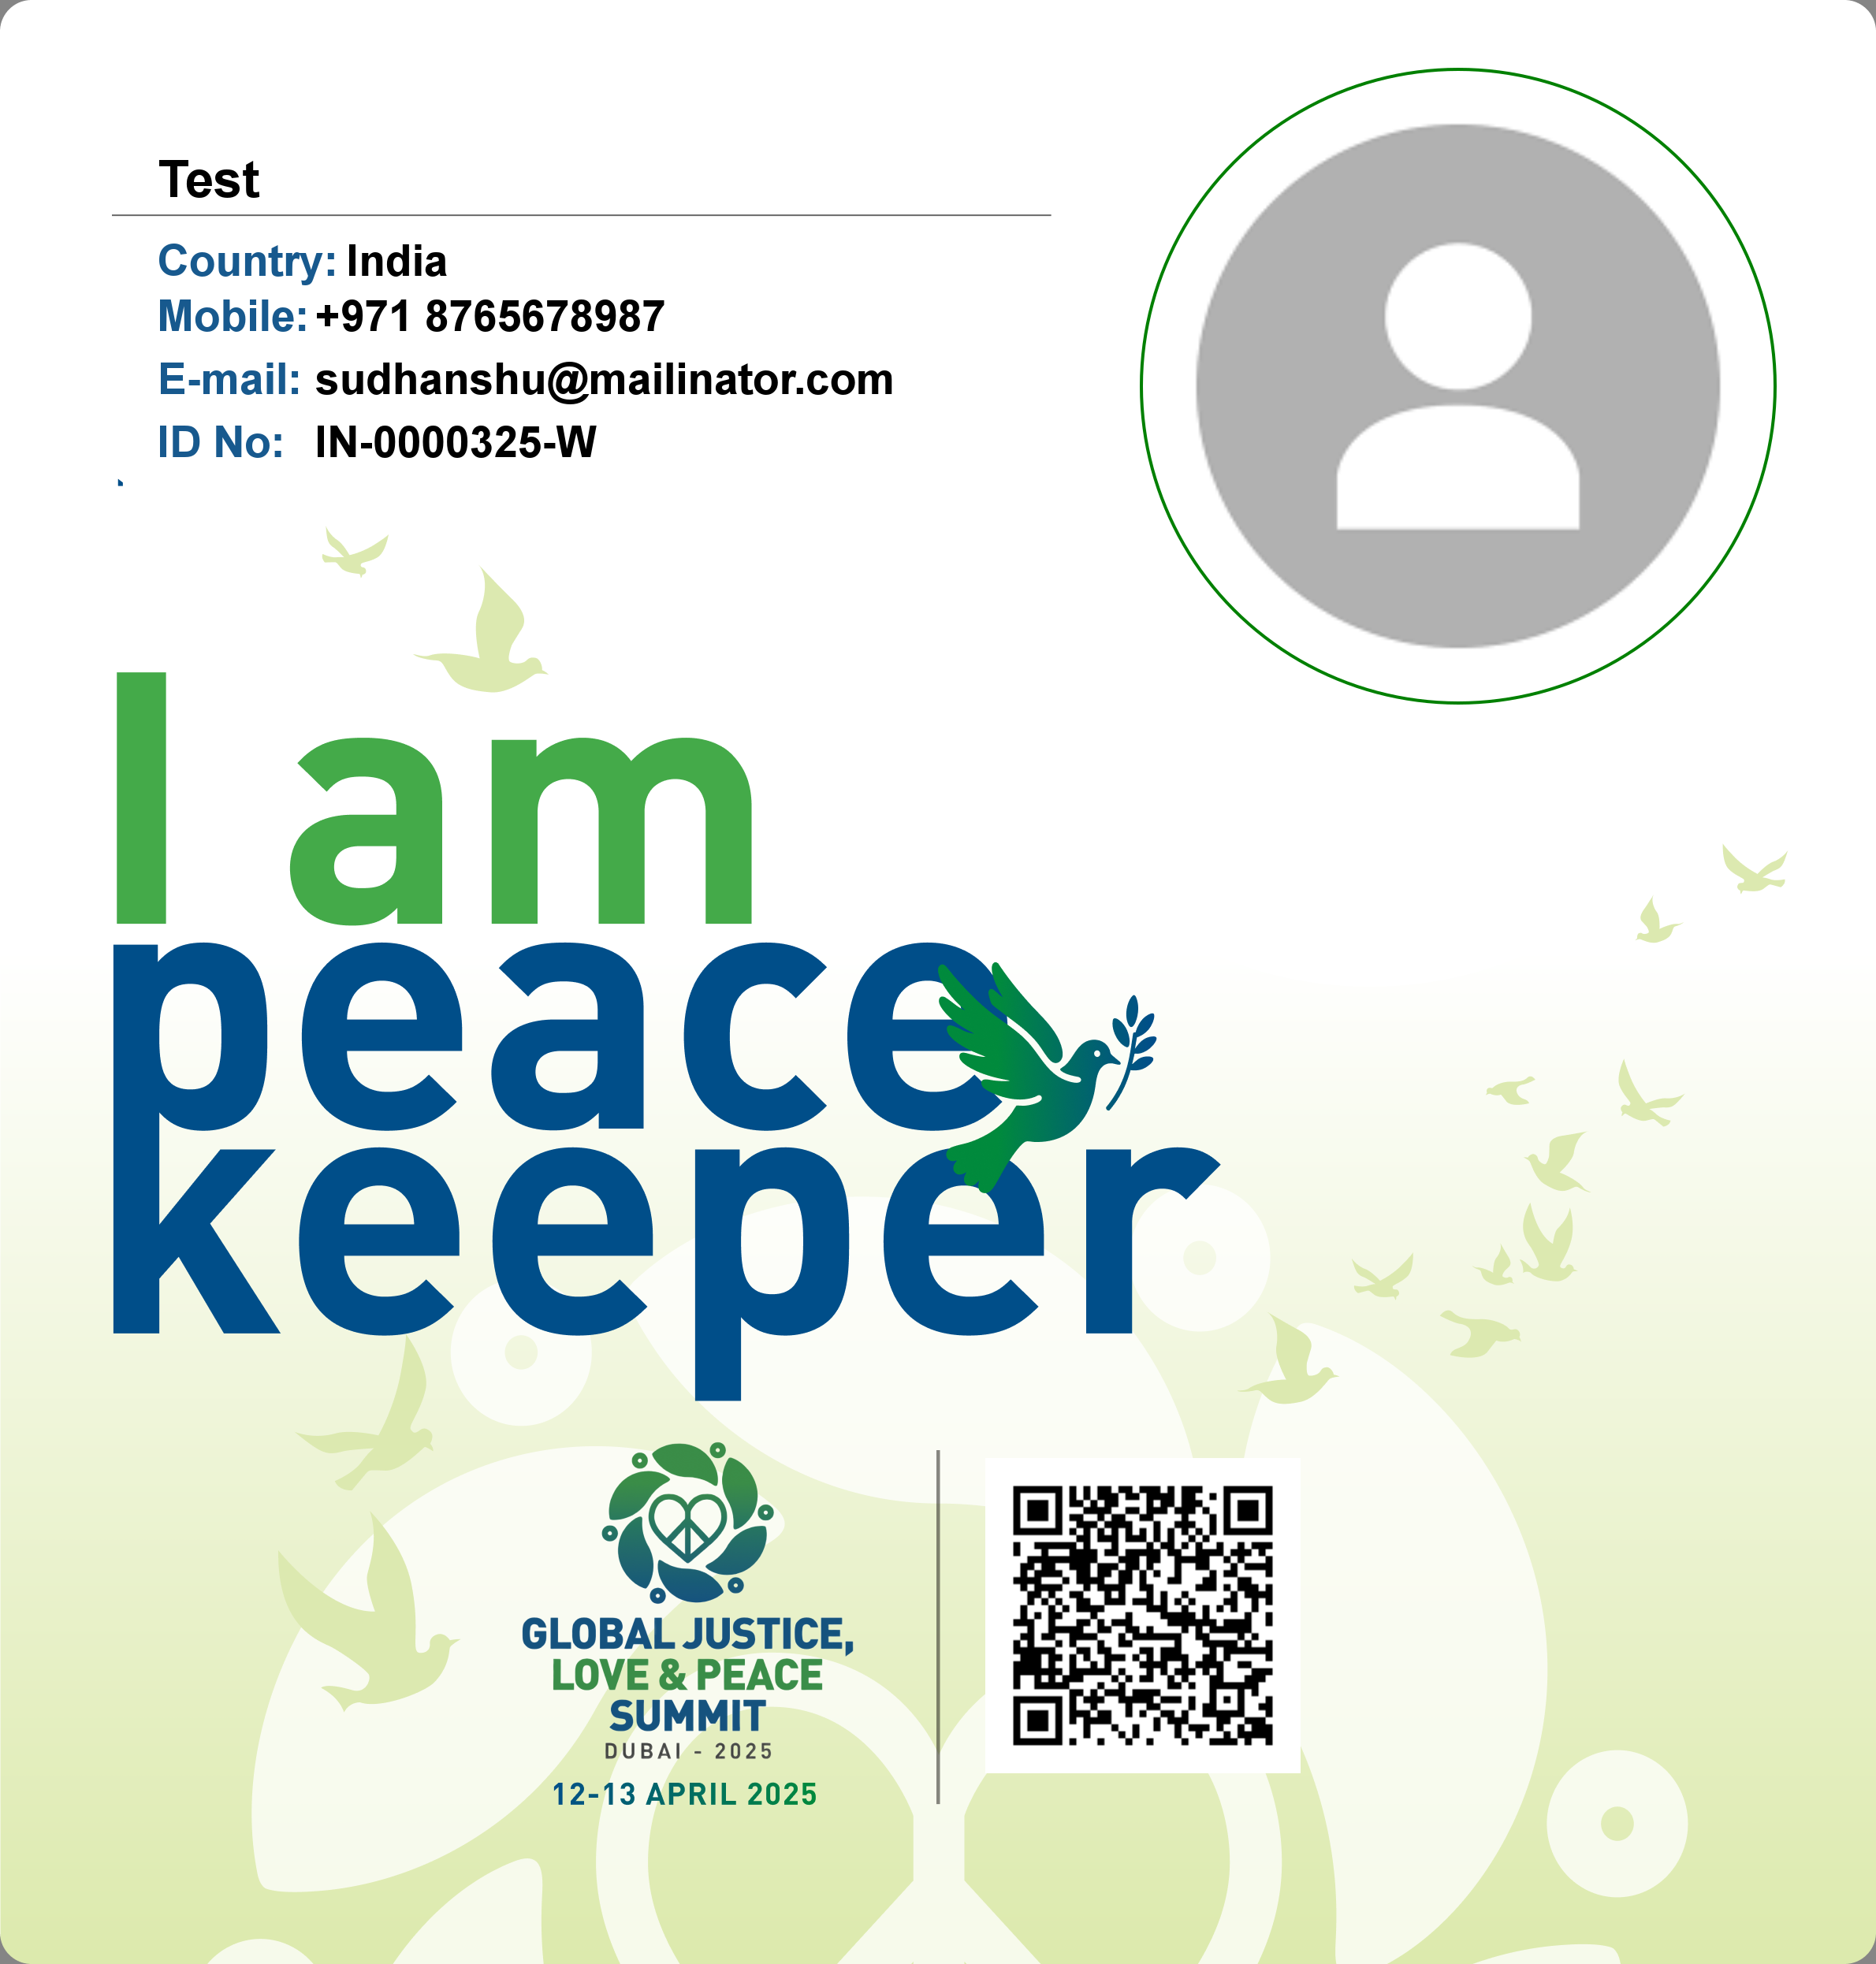 Test
Country: India
Mobile: +971 8765678987
E-mail: sudhanshu@mailinator.com
ID No: IN-0000325-W
I am
peace
keeper
GLOBAL JUSTICE,
LOVE & PEACE
SUMMIT
DUBAI - 2025
12-13 APRIL 2025